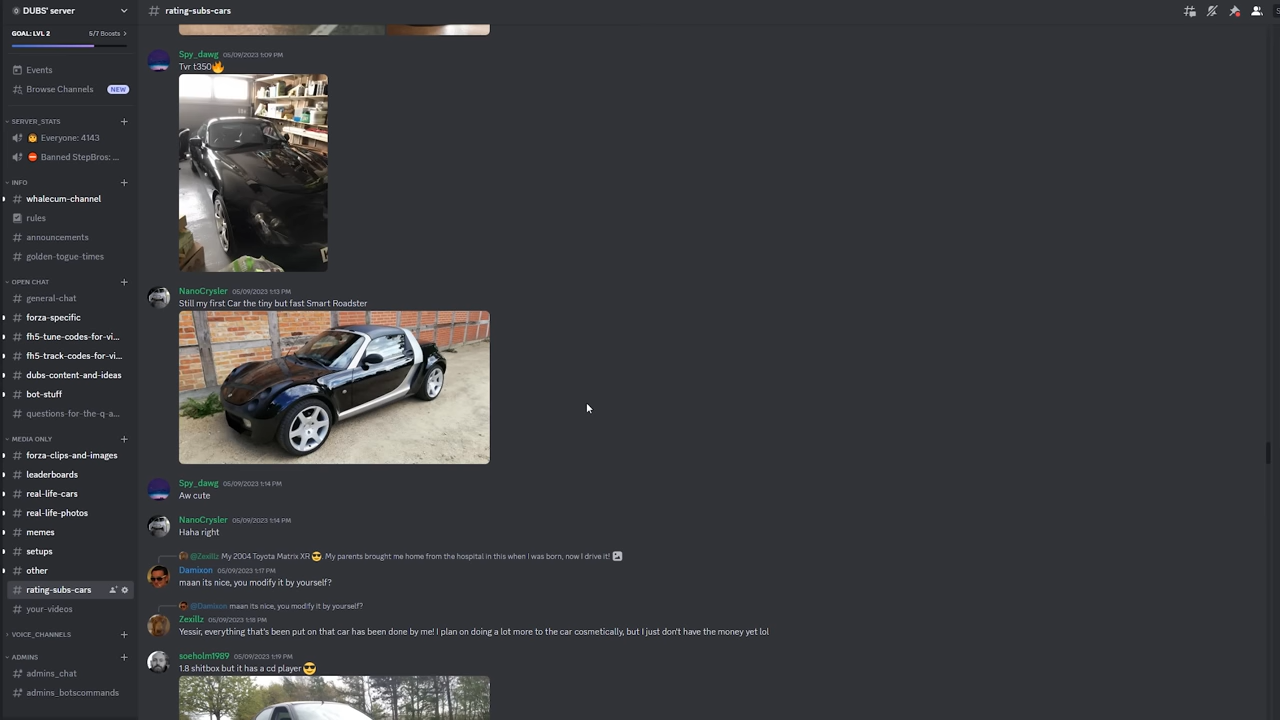 DUBS' server
GOAL: LVL 2
5/7 Boosts
Events
Browse Channels
NEW
SERVER_STATS
Everyone: 4143
Banned StepBros: ...
INFO
whalecum-channel
rules
announcements
golden-togue-times
OPEN CHAT
general-chat
forza-specific
fh5-tune-codes-for-vi...
fh5-track-codes-for-vi...
dubs-content-and-ideas
bot-stuff
questions-for-the-q-a...
MEDIA ONLY
forza-clips-and-images
leaderboards
real-life-cars
real-life-photos
memes
setups
other
rating-subs-cars
your-videos
VOICE_CHANNELS
ADMINS
admins_chat
admins_botscommands
rating-subs-cars
Spy_dawg 05/09/2023 1:09 PM
Tvr t350🔥
NanoCrysler 05/09/2023 1:13 PM
Still my first Car the tiny but fast Smart Roadster
Spy_dawg 05/09/2023 1:14 PM
Aw cute
NanoCrysler 05/09/2023 1:14 PM
Haha right
@Zexillz My 2004 Toyota Matrix XR 😎. My parents brought me home from the hospital in this when I was born, now I drive it!
Damixon 05/09/2023 1:17 PM
maan its nice, you modify it by yourself?
@Damixon maan its nice, you modify it by yourself?
Zexillz 05/09/2023 1:18 PM
Yessir, everything that's been put on that car has been done by me! I plan on doing a lot more to the car cosmetically, but I just don't have the money yet lol
soeholm1989 05/09/2023 1:19 PM
1.8 shitbox but it has a cd player 😎